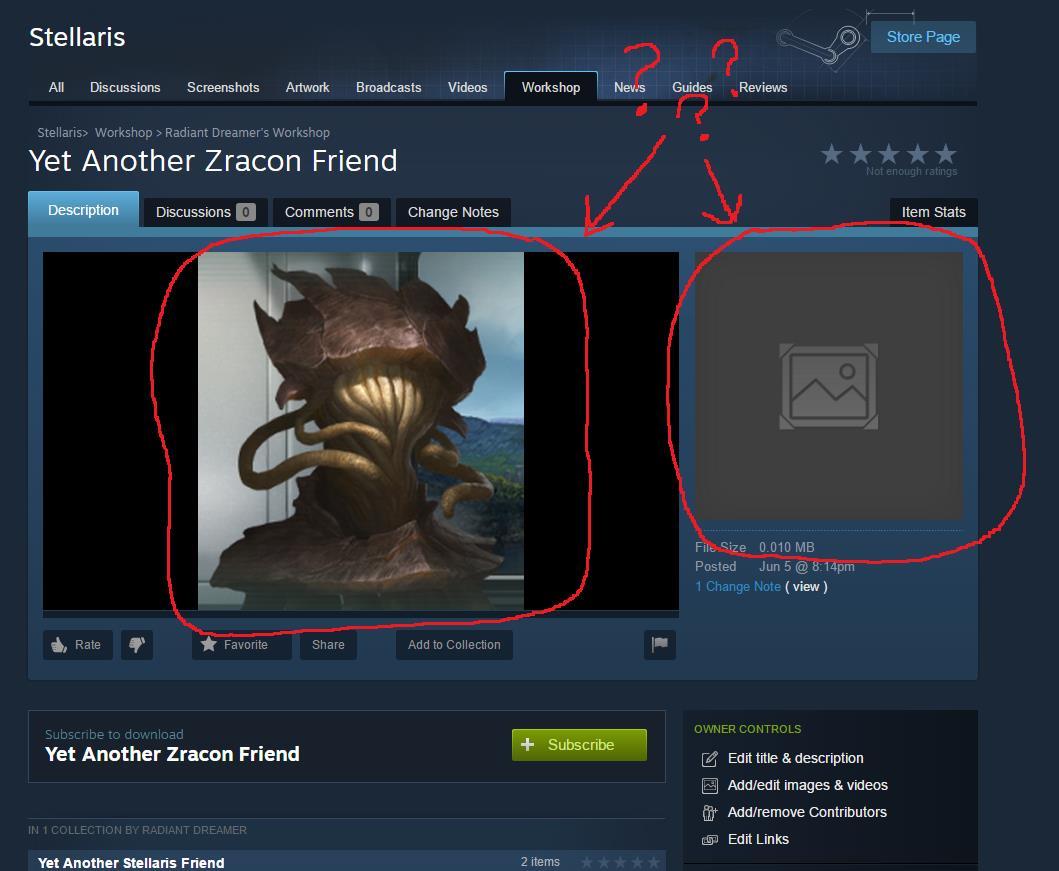 Stellaris
Store Page
All Discussions Screenshots Artwork Broadcasts Videos Workshop News Guides Reviews
Stellaris> Workshop > Radiant Dreamer's Workshop
Yet Another Zracon Friend
Not enough ratings
Description Discussions 0 Comments 0 Change Notes Item Stats
? ? ?
File Size 0.010 MB
Posted Jun 5 @ 8:14pm
1 Change Note ( view )
Rate Favorite Share Add to Collection
Subscribe to download
Yet Another Zracon Friend
+ Subscribe
OWNER CONTROLS
Edit title & description
Add/edit images & videos
Add/remove Contributors
Edit Links
IN 1 COLLECTION BY RADIANT DREAMER
Yet Another Stellaris Friend 2 items